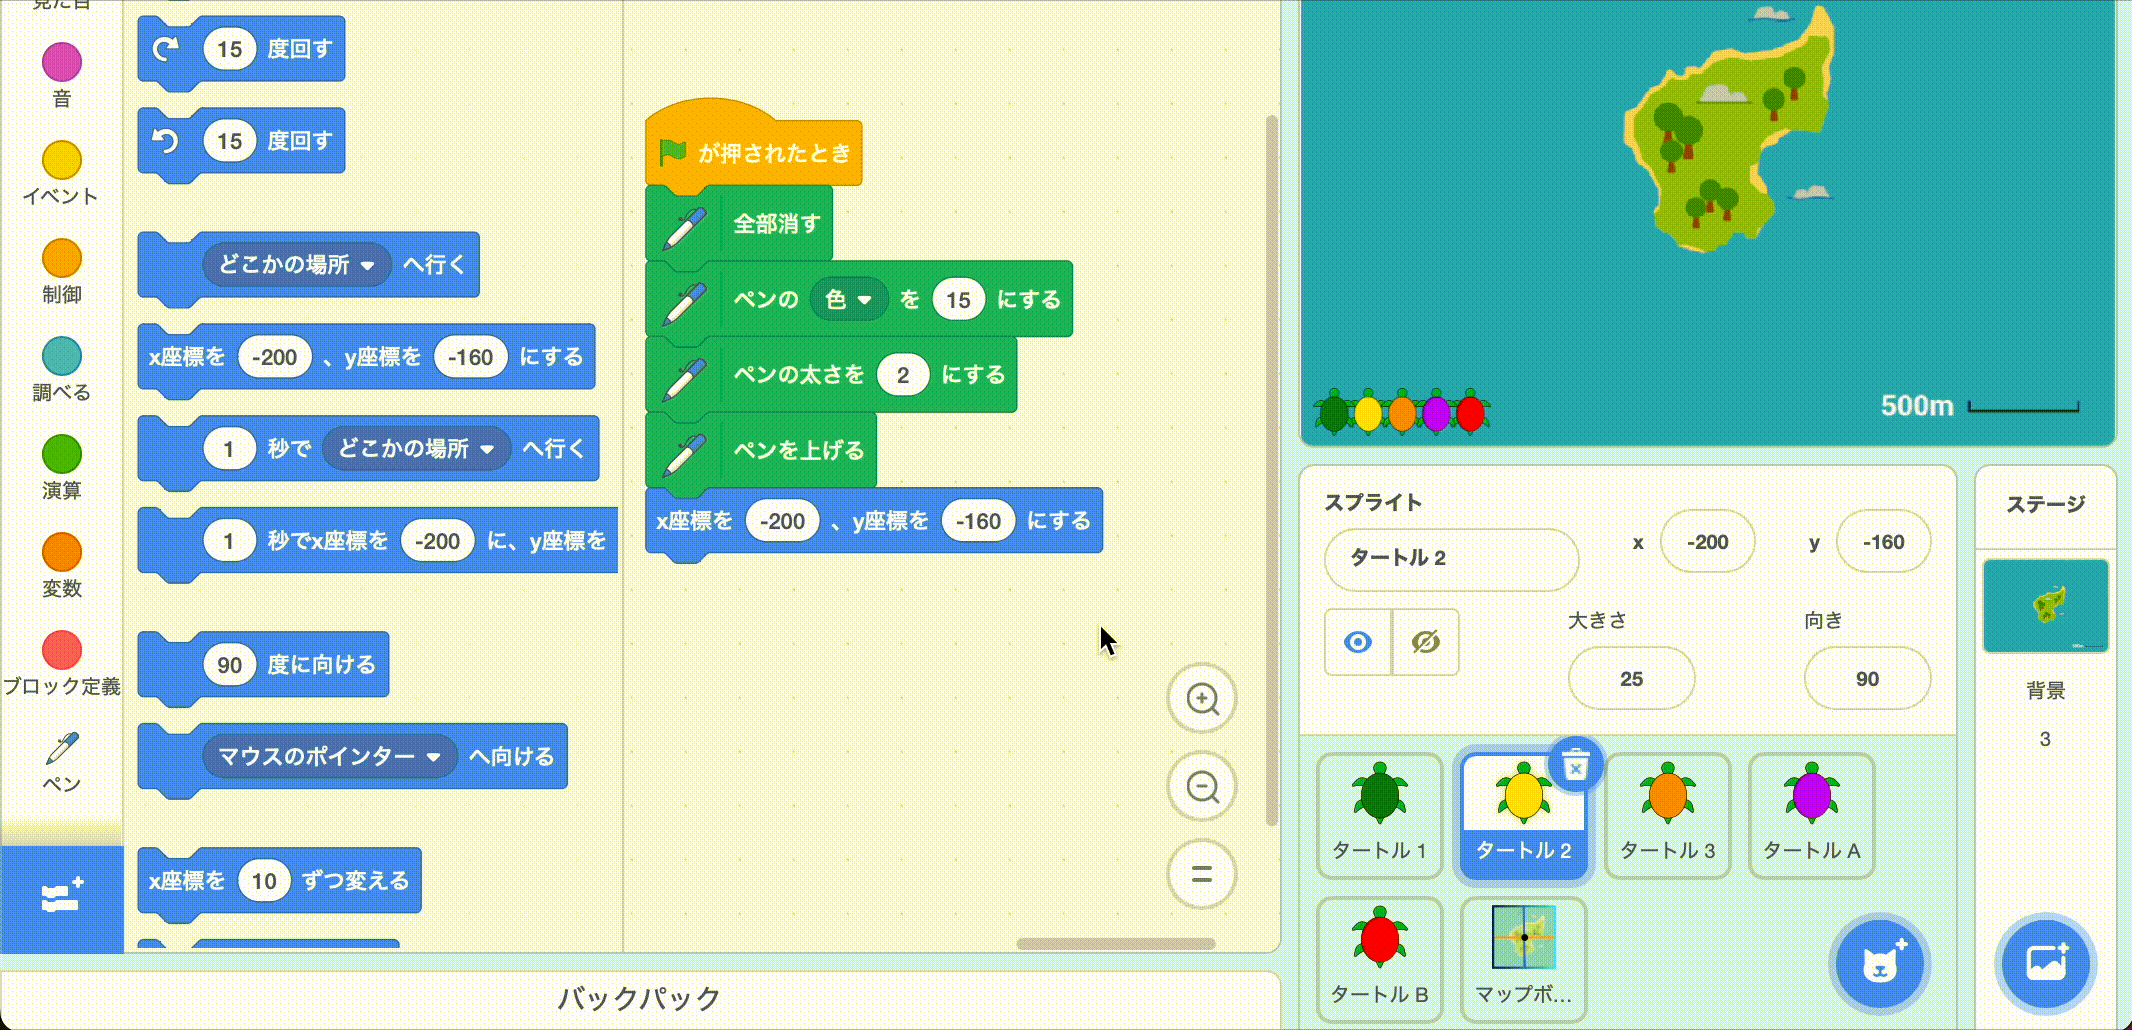 見た目
音
イベント
制御
調べる
演算
変数
ブロック定義
ペン
15 度回す
15 度回す
どこかの場所 へ行く
x座標を -200 、y座標を -160 にする
1 秒で どこかの場所 へ行く
1 秒でx座標を -200 に、y座標を
90 度に向ける
マウスのポインター へ向ける
x座標を 10 ずつ変える
が押されたとき
全部消す
ペンの 色 を 15 にする
ペンの太さを 2 にする
ペンを上げる
x座標を -200 、y座標を -160 にする
バックパック
500m
スプライト
タートル 2
x -200 y -160
大きさ 25
向き 90
タートル 1
タートル 2
タートル 3
タートル A
タートル B
マップボ...
ステージ
背景
3